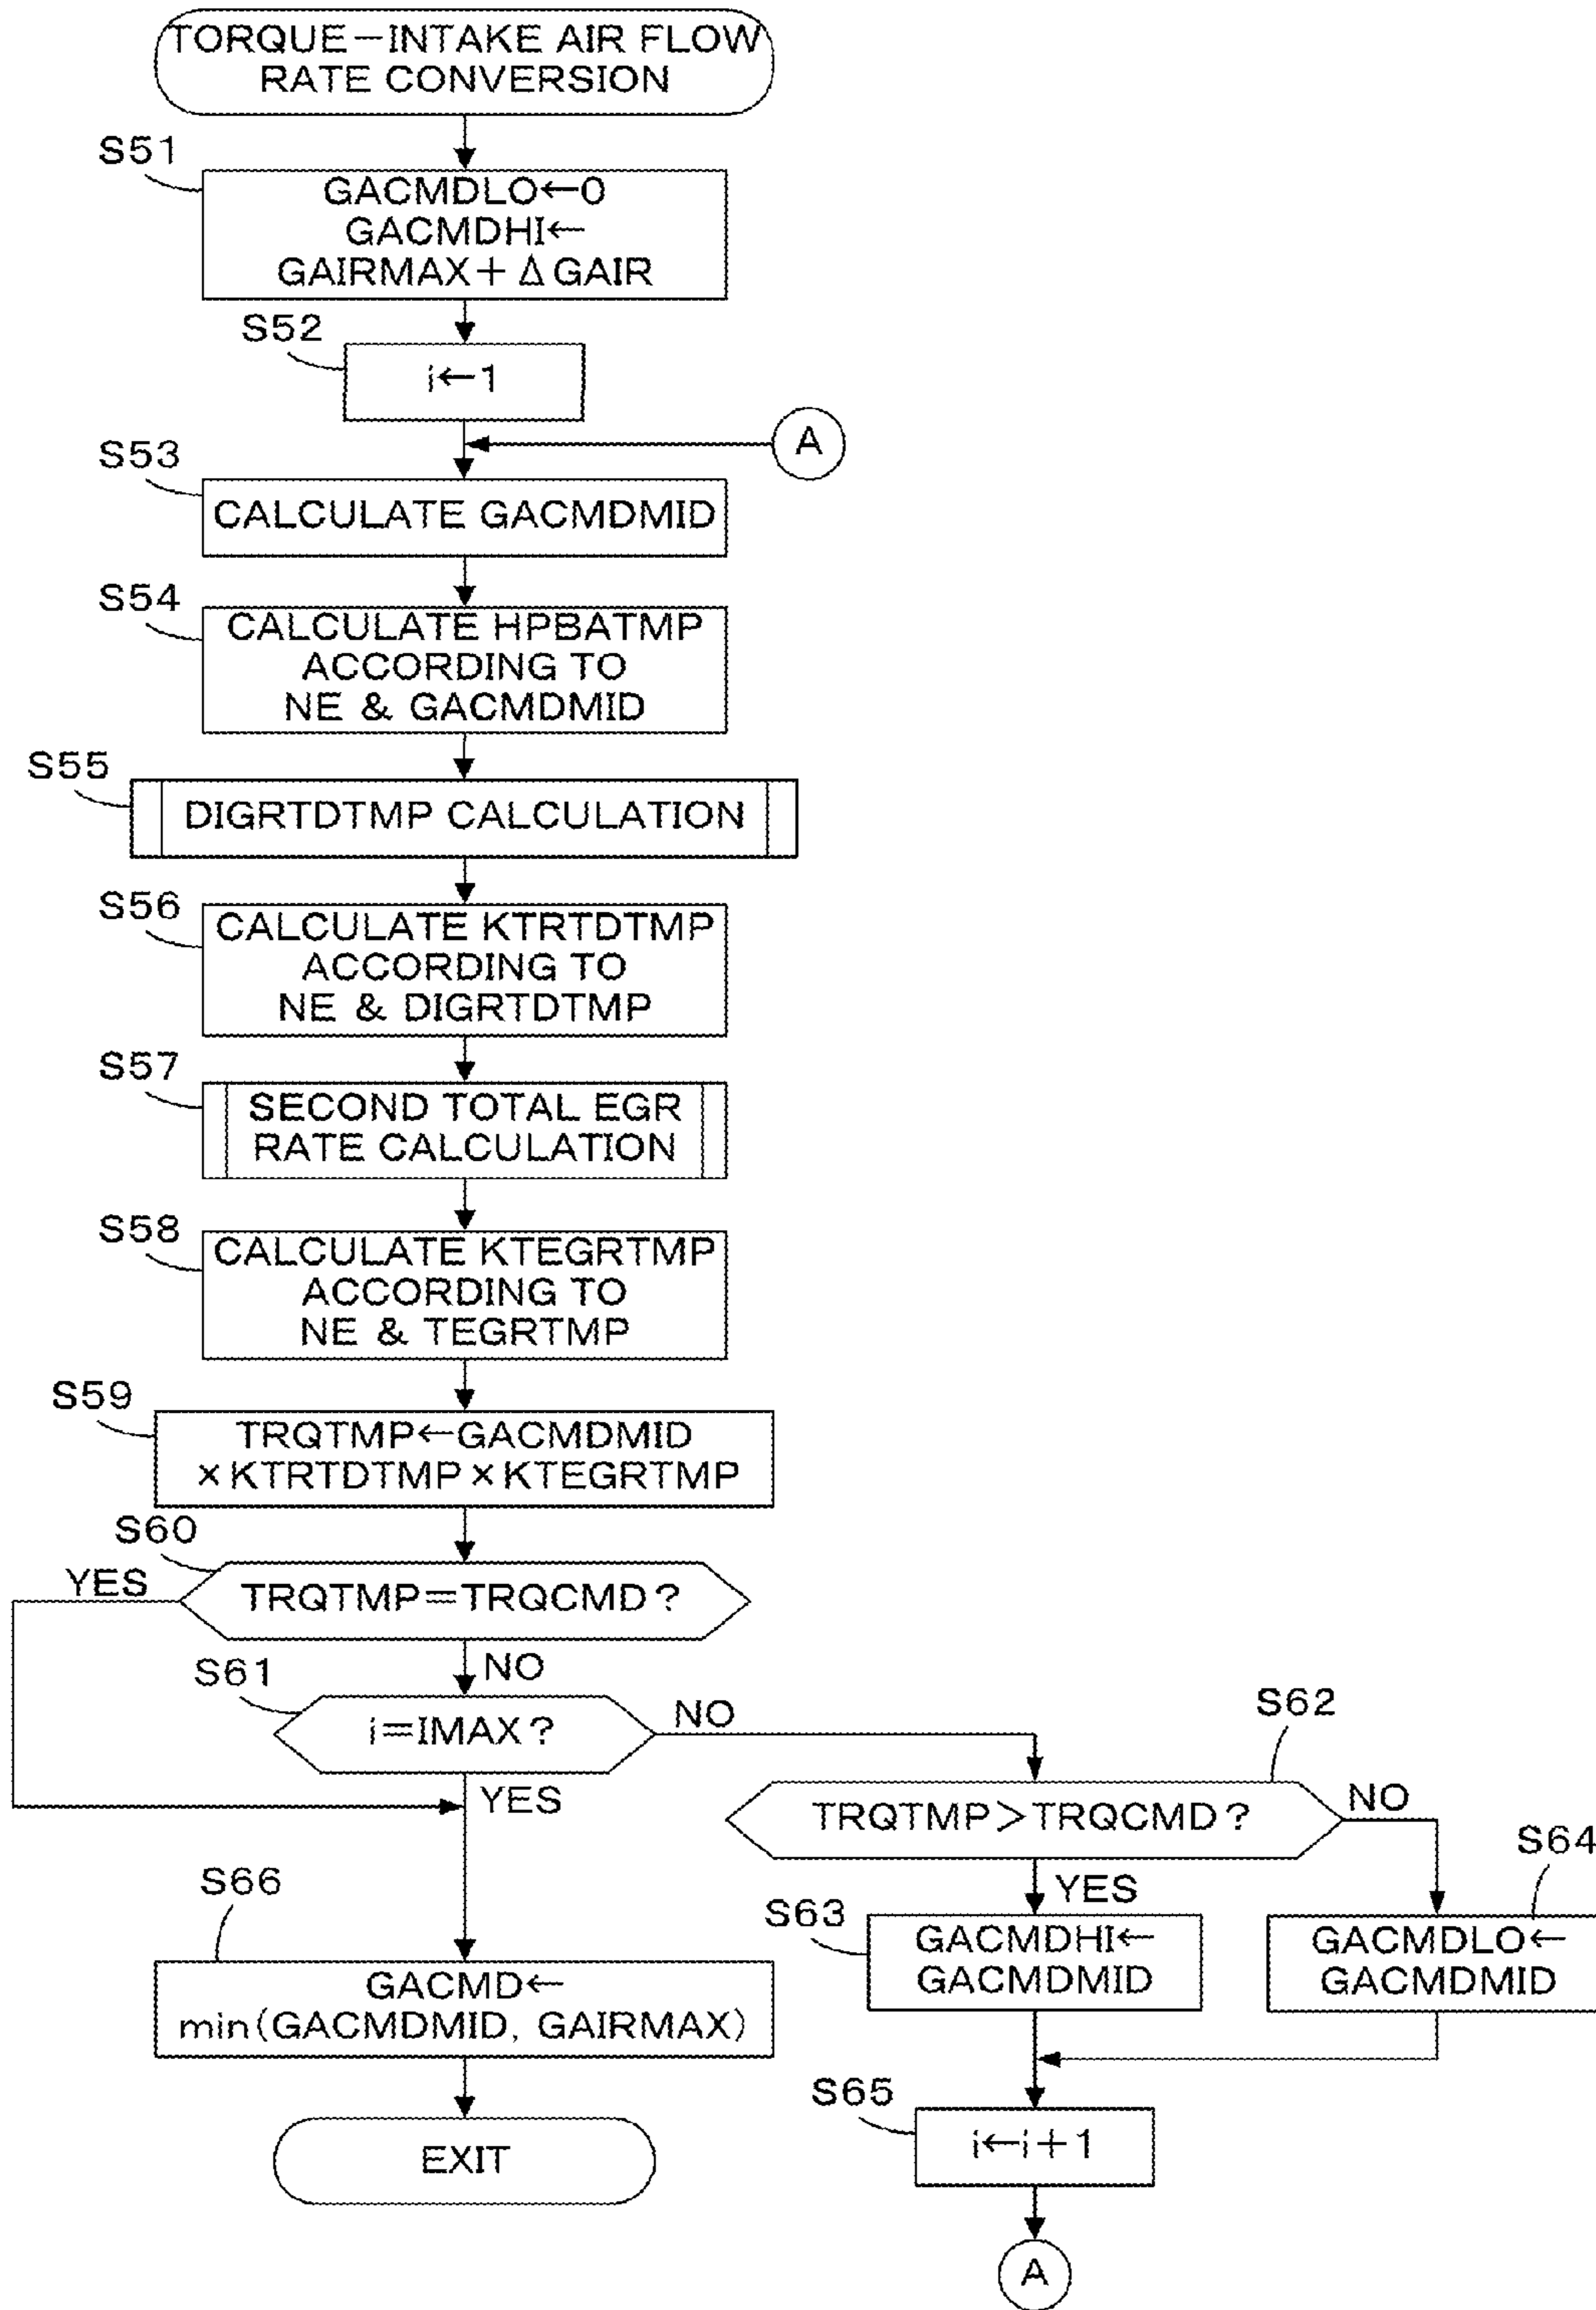 TORQUE-INTAKE AIR FLOW
RATE CONVERSION
S51
GACMDLO←0
GACMDHI←
GAIRMAX+ΔGAIR
S52
i←1
A
S53
CALCULATE GACMDMID
S54
CALCULATE HPBATMP
ACCORDING TO
NE & GACMDMID
S55
DIGRTDTMP CALCULATION
S56
CALCULATE KTRTDTMP
ACCORDING TO
NE & DIGRTDTMP
S57
SECOND TOTAL EGR
RATE CALCULATION
S58
CALCULATE KTEGRTMP
ACCORDING TO
NE & TEGRTMP
S59
TRQTMP←GACMDMID
×KTRTDTMP×KTEGRTMP
S60
YES
TRQTMP=TRQCMD?
NO
S61
i=IMAX?
NO
YES
S62
TRQTMP>TRQCMD?
NO
YES
S63
GACMDHI←
GACMDMID
S64
GACMDLO←
GACMDMID
S65
i←i+1
A
S66
GACMD←
min(GACMDMID, GAIRMAX)
EXIT